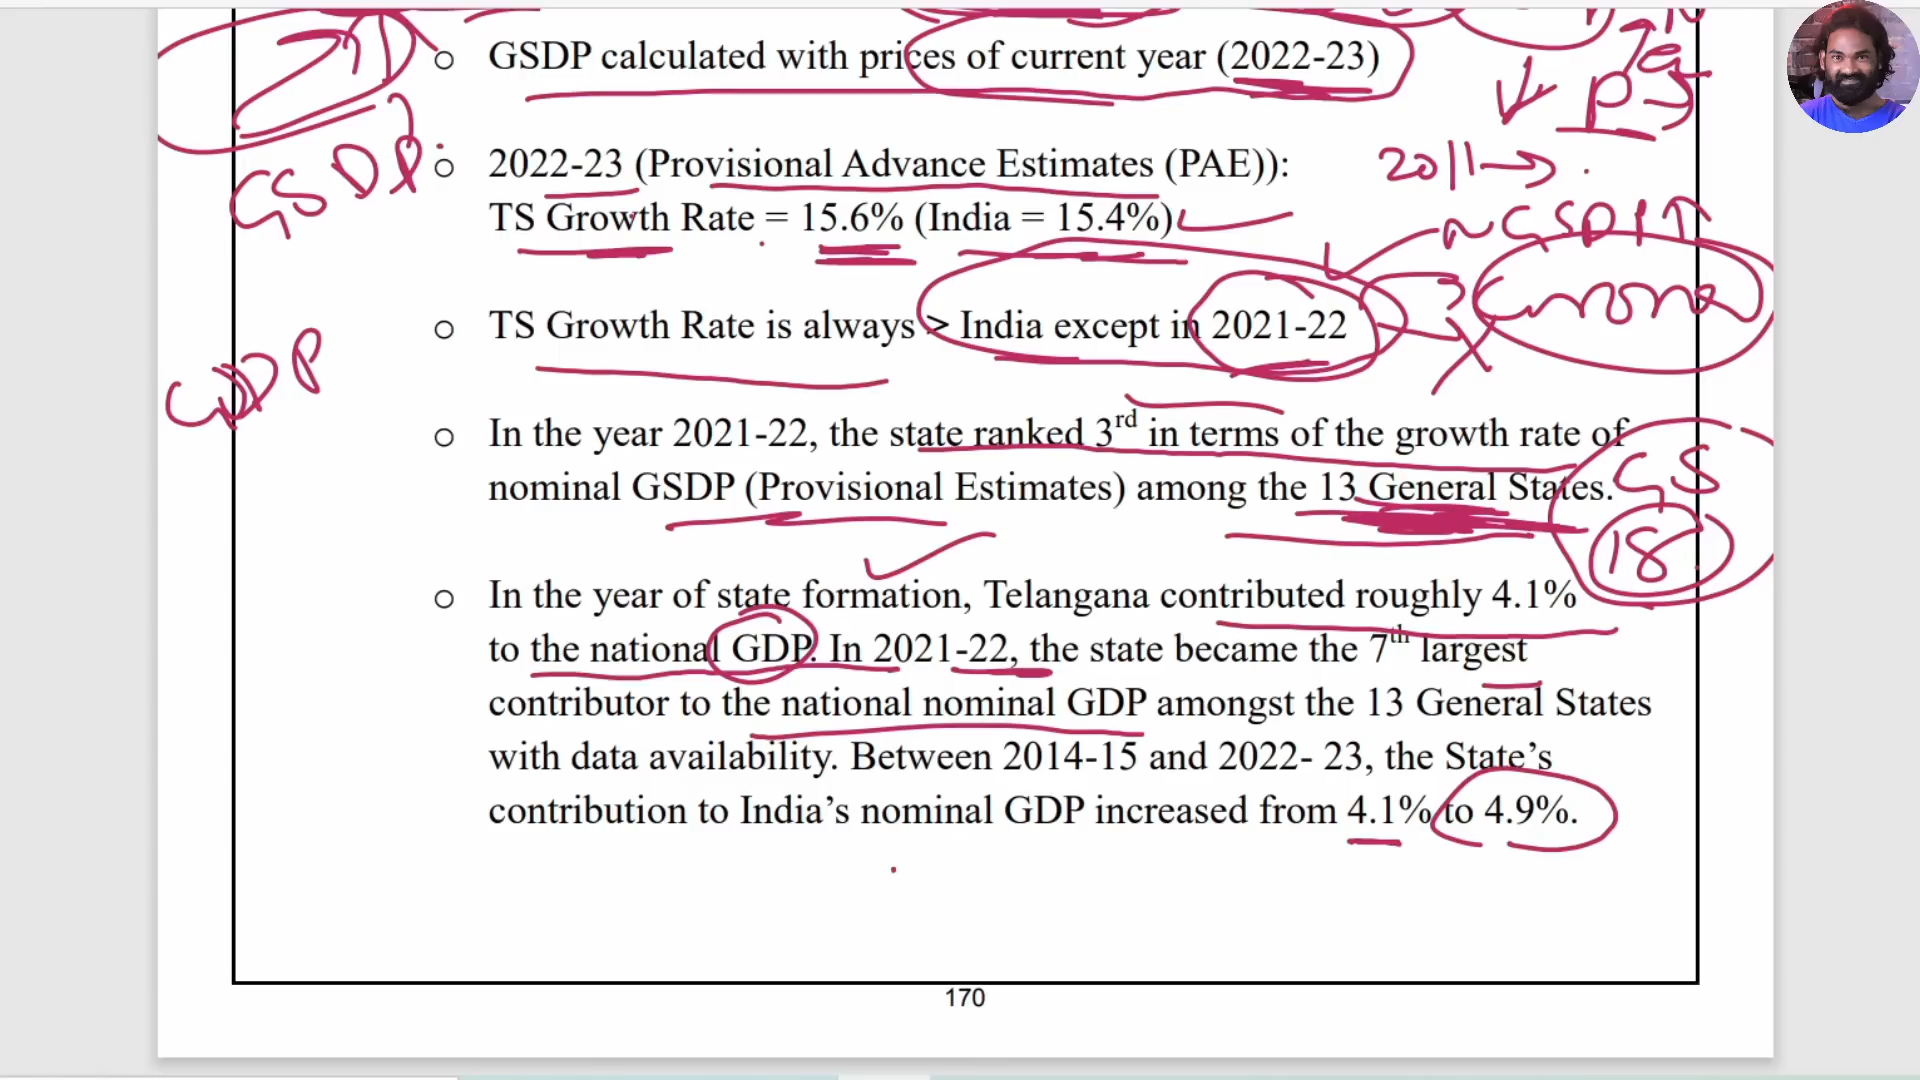 GSDP calculated with prices of current year (2022-23)
2022-23 (Provisional Advance Estimates (PAE)):
2011→
GSDP
TS Growth Rate = 15.6% (India = 15.4%)
GSDP↑
TS Growth Rate is always > India except in 2021-22
Corona
GDP
In the year 2021-22, the state ranked 3rd in terms of the growth rate of
nominal GSDP (Provisional Estimates) among the 13 General States.
GS
18
In the year of state formation, Telangana contributed roughly 4.1%
to the national GDP. In 2021-22, the state became the 7th largest
contributor to the national nominal GDP amongst the 13 General States
with data availability. Between 2014-15 and 2022- 23, the State’s
contribution to India’s nominal GDP increased from 4.1% to 4.9%.
170